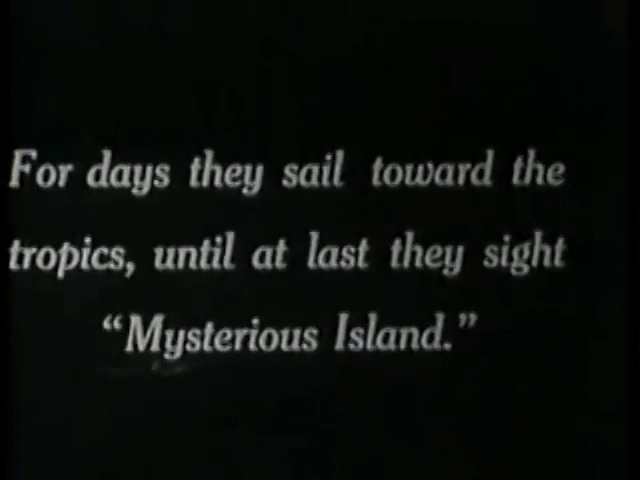 For days they sail toward the
tropics, until at last they sight
“Mysterious Island.”